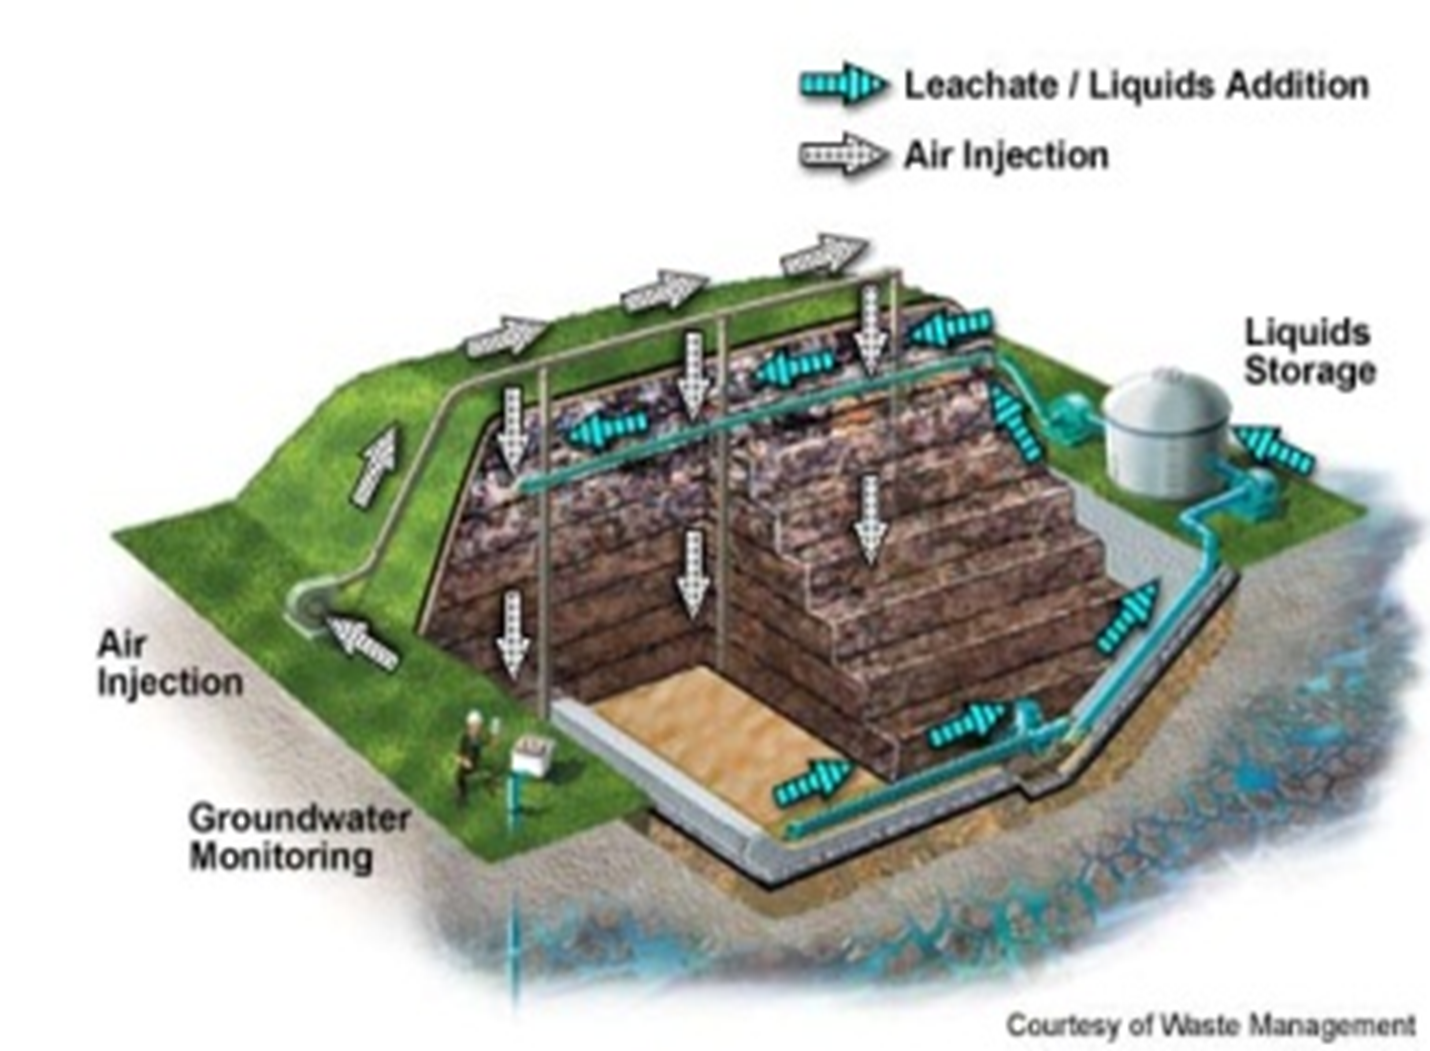 Leachate / Liquids Addition
Air Injection
Liquids
Storage
Air
Injection
Groundwater
Monitoring
Courtesy of Waste Management